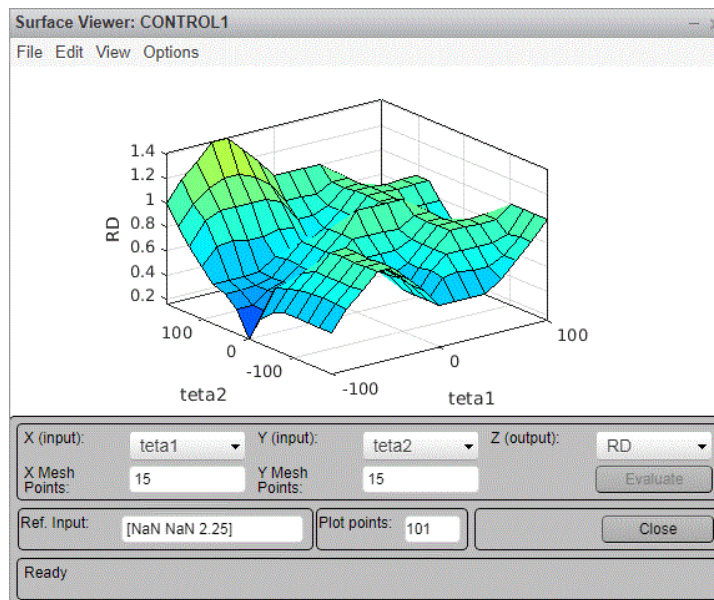 Surface Viewer: CONTROL1
File Edit View Options
1.4
1.2
1
0.8
0.6
0.4
0.2
RD
100
0
-100
teta2
-100
0
100
teta1
X (input): teta1 Y (input): teta2 Z (output): RD
X Mesh Points: 15 Y Mesh Points: 15 Evaluate
Ref. Input: [NaN NaN 2.25] Plot points: 101 Close
Ready